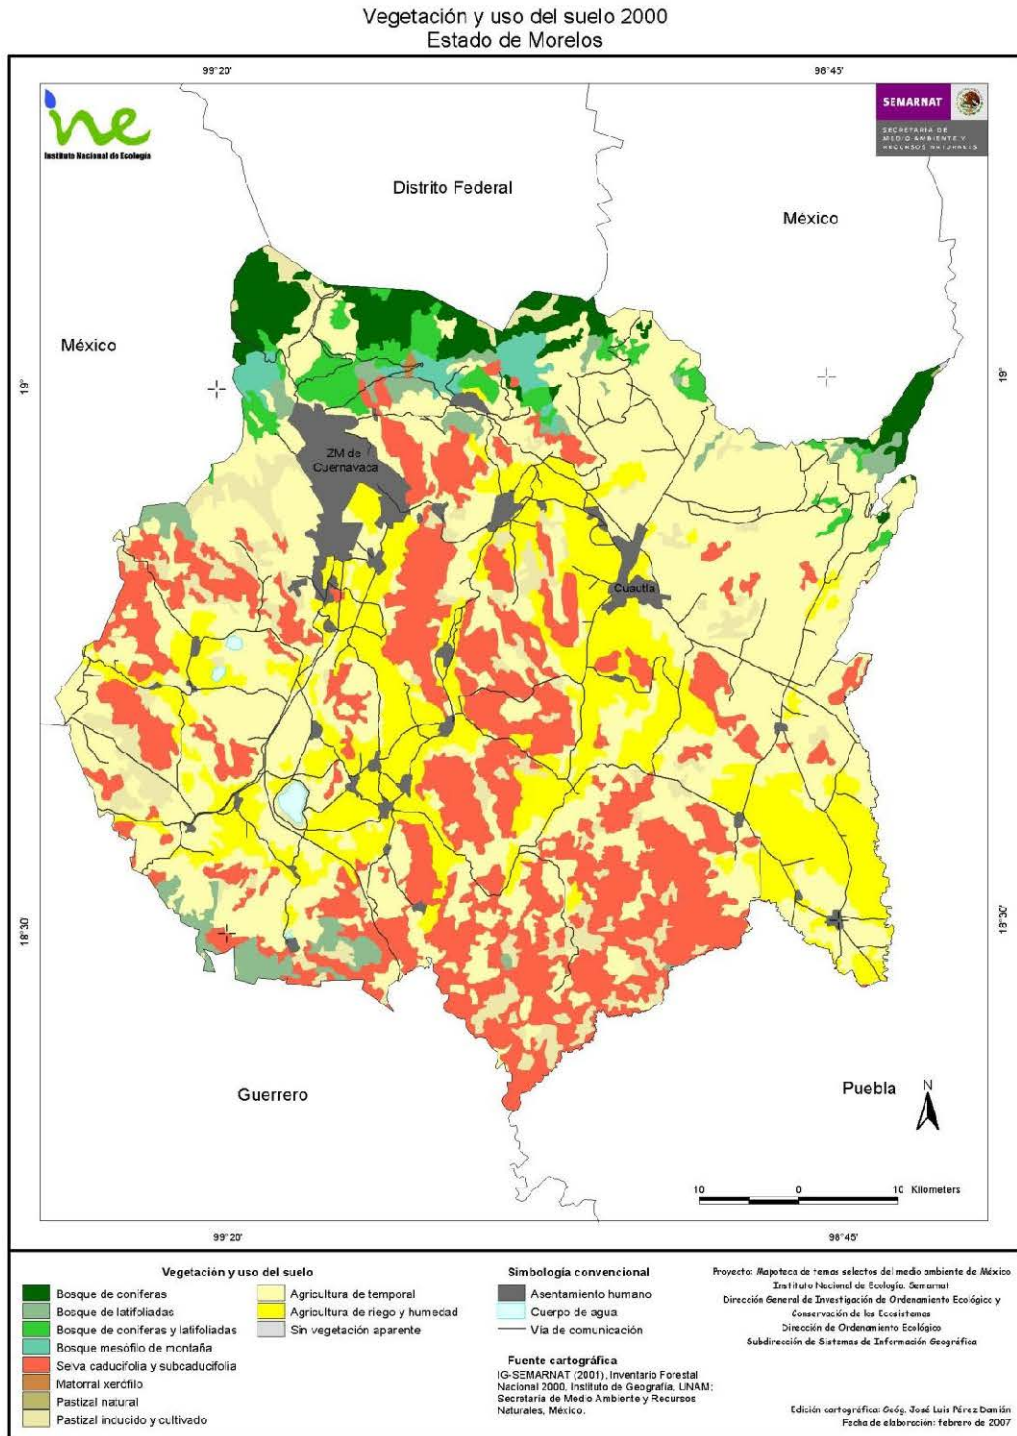 Vegetación y uso del suelo 2000
Estado de Morelos
99°20'
98°45'
ine
Instituto Nacional de Ecología
SEMARNAT
SECRETARÍA DE
MEDIO AMBIENTE Y
RECURSOS NATURALES
Distrito Federal
México
México
19°
19°
ZM de
Cuernavaca
Cuautla
18°30'
18°30'
Guerrero
Puebla
N
10 0 10 Kilometers
99°20'
98°45'
Vegetación y uso del suelo
Bosque de coníferas
Bosque de latifoliadas
Bosque de coníferas y latifoliadas
Bosque mesófilo de montaña
Selva caducifolia y subcaducifolia
Matorral xerófilo
Pastizal natural
Pastizal inducido y cultivado
Agricultura de temporal
Agricultura de riego y humedad
Sin vegetación aparente
Simbología convencional
Asentamiento humano
Cuerpo de agua
Vía de comunicación
Fuente cartográfica
IG-SEMARNAT (2001), Inventario Forestal
Nacional 2000, Instituto de Geografía, UNAM;
Secretaría de Medio Ambiente y Recursos
Naturales, México.
Proyecto: Mapoteca de temas selectos del medio ambiente de México
Instituto Nacional de Ecología, Semarnat
Dirección General de Investigación de Ordenamiento Ecológico y
Conservación de los Ecosistemas
Dirección de Ordenamiento Ecológico
Subdirección de Sistemas de Información Geográfica
Edición cartográfica: Geóg. José Luis Pérez Damián
Fecha de elaboración: febrero de 2007